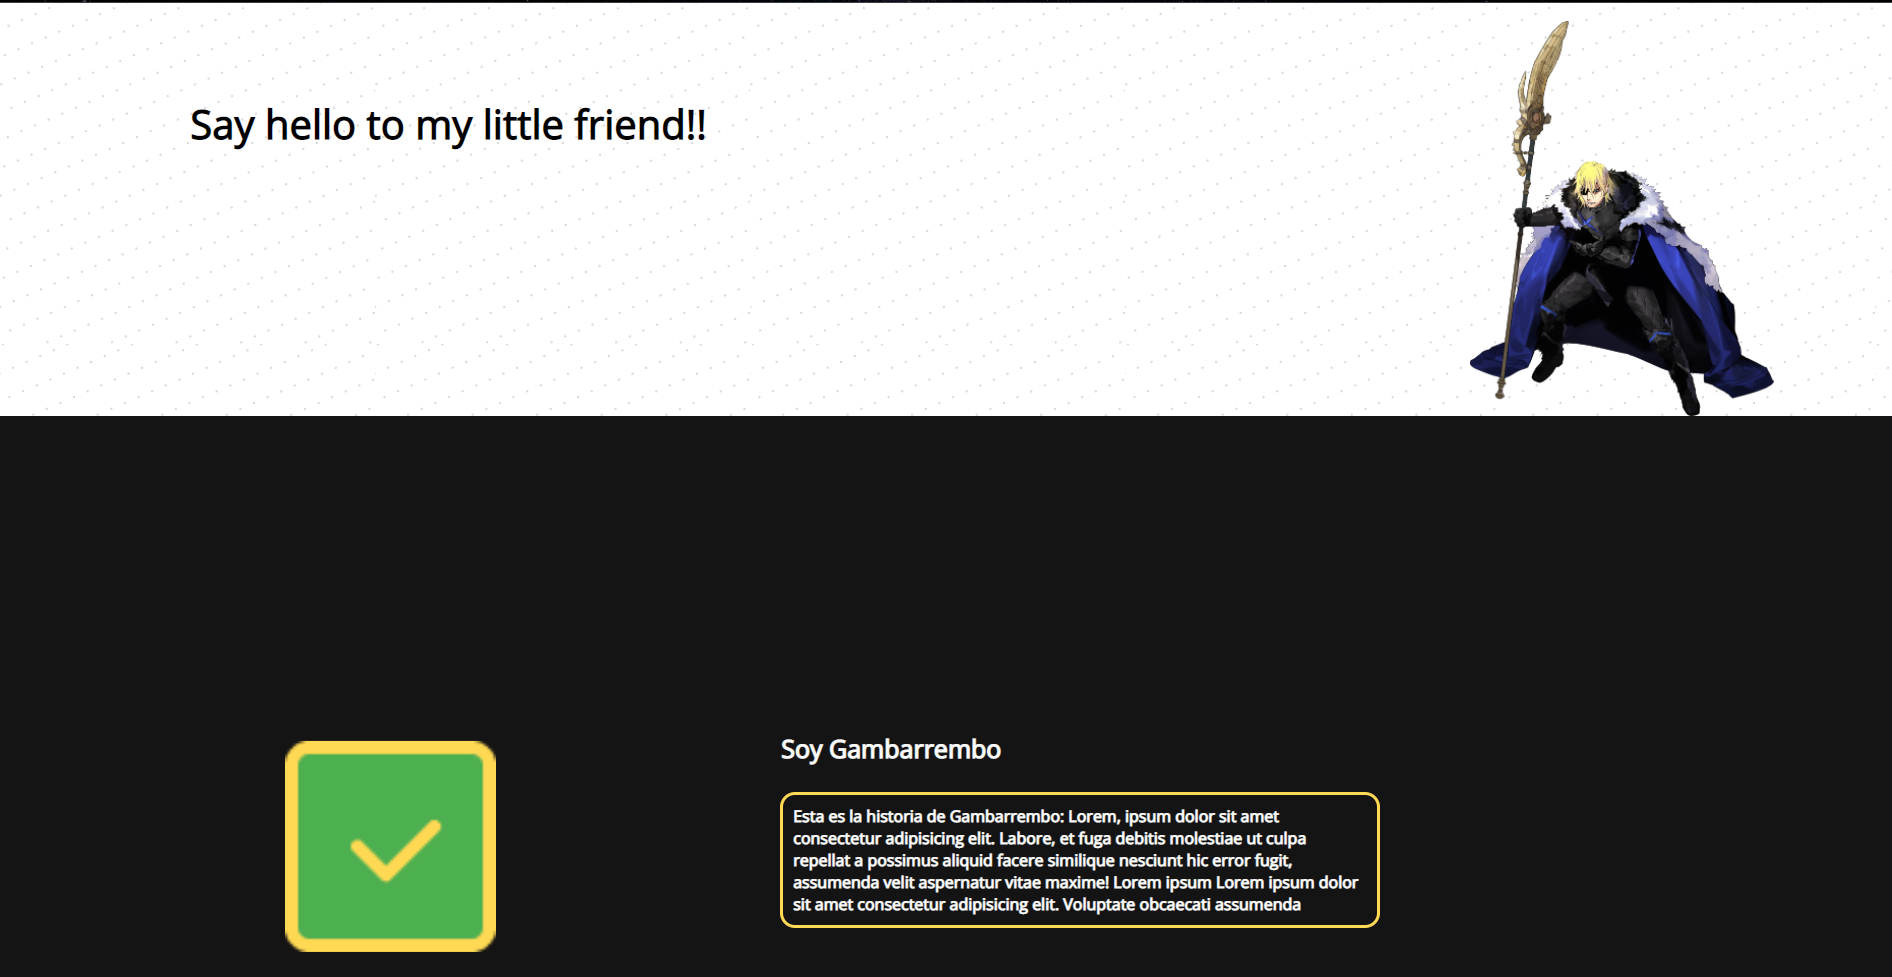 Say hello to my little friend!!
Soy Gambarrembo
Esta es la historia de Gambarrembo: Lorem, ipsum dolor sit amet
consectetur adipisicing elit. Labore, et fuga debitis molestiae ut culpa
repellat a possimus aliquid facere similique nesciunt hic error fugit,
assumenda velit aspernatur vitae maxime! Lorem ipsum Lorem ipsum dolor
sit amet consectetur adipisicing elit. Voluptate obcaecati assumenda